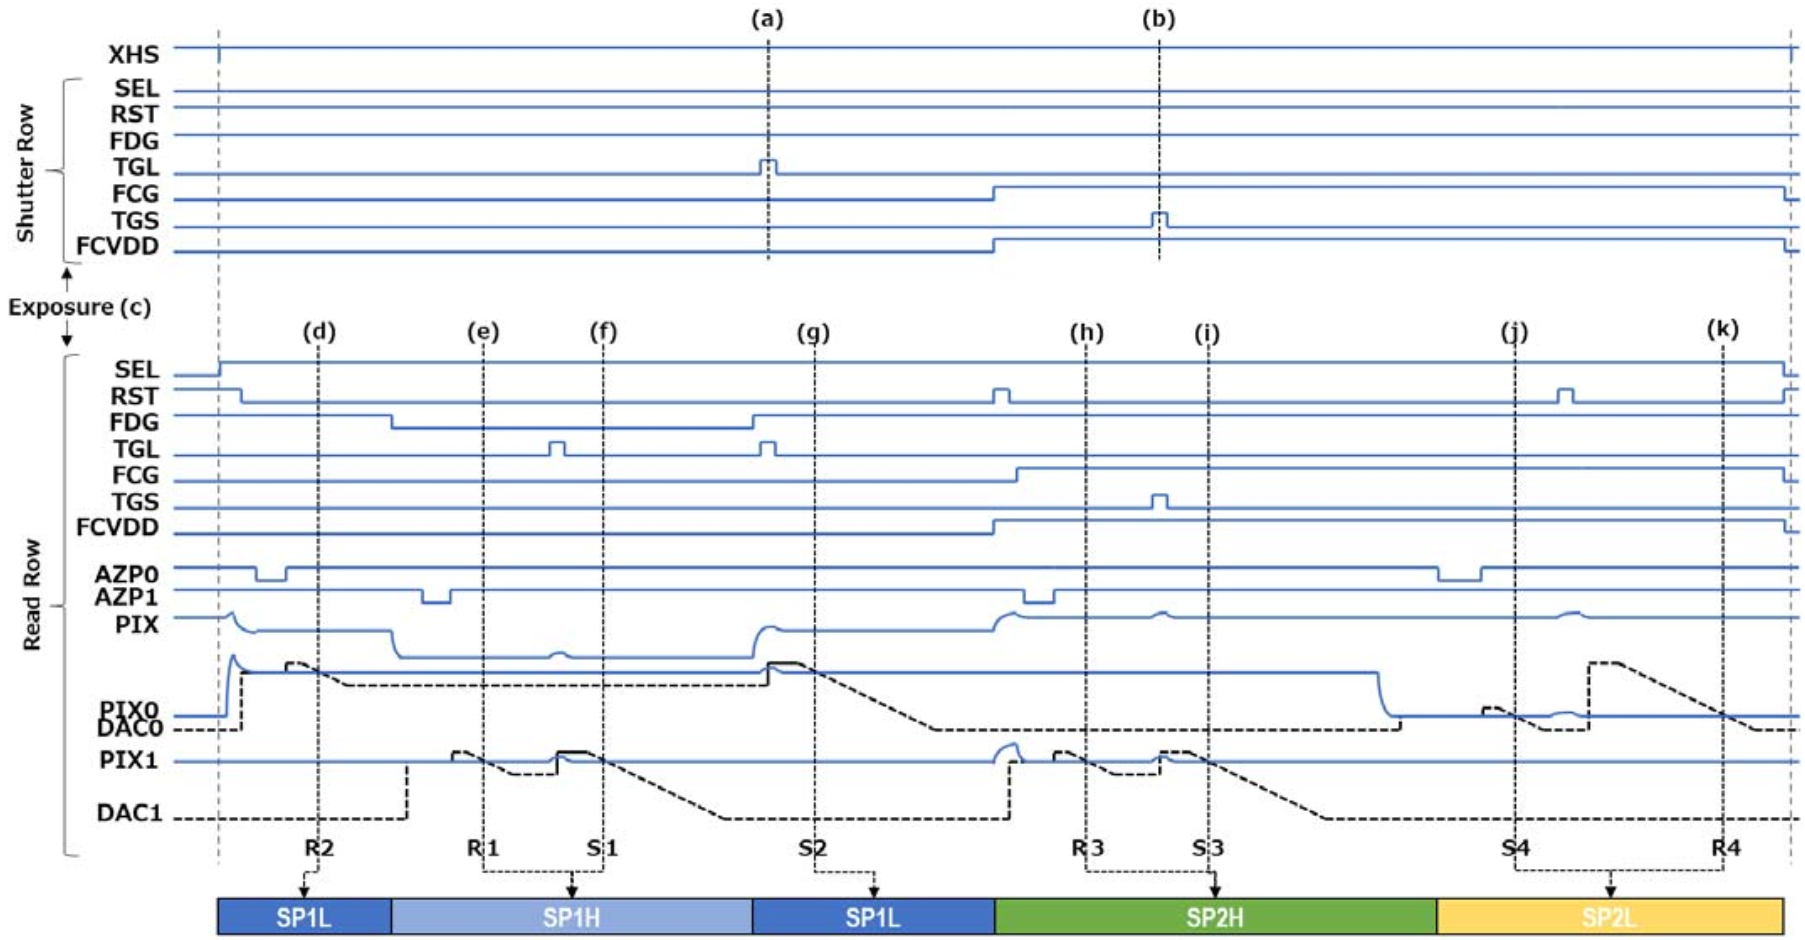 (a) (b)
XHS
SEL
RST
FDG
TGL
FCG
TGS
FCVDD
Shutter Row
Exposure (c)
(d) (e) (f) (g) (h) (i) (j) (k)
SEL
RST
FDG
TGL
FCG
TGS
FCVDD
AZP0
AZP1
PIX
PIX0
DAC0
PIX1
DAC1
Read Row
R2 R1 S1 S2 R3 S3 S4 R4
SP1L SP1H SP1L SP2H SP2L